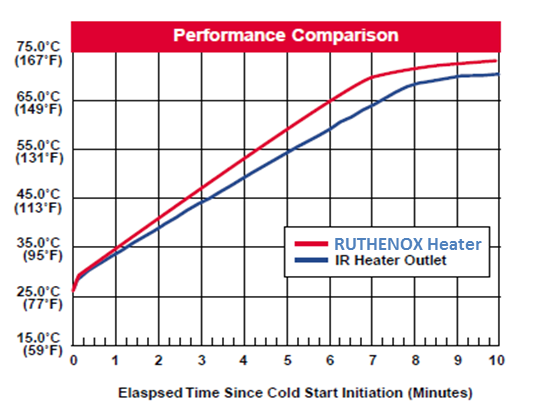 Performance Comparison
75.0°C
(167°F)
65.0°C
(149°F)
55.0°C
(131°F)
45.0°C
(113°F)
35.0°C
(95°F)
25.0°C
(77°F)
15.0°C
(59°F)
RUTHENOX Heater
IR Heater Outlet
0 1 2 3 4 5 6 7 8 9 10
Elaspsed Time Since Cold Start Initiation (Minutes)